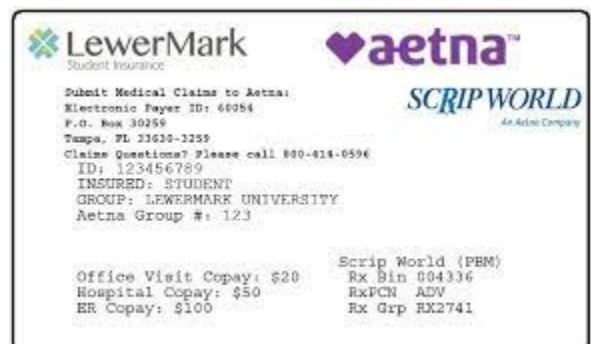 LewerMark
Student Insurance
aetna™
Submit Medical Claims to Aetna:
Electronic Payer ID: 60054
P.O. Box 30259
Tampa, FL 33630-3259
Claims Questions? Please call 800-414-0596
SCRIP WORLD
An Aetna Company
ID: 123456789
INSURED: STUDENT
GROUP: LEWERMARK UNIVERSITY
Aetna Group #: 123
Office Visit Copay: $20
Hospital Copay: $50
ER Copay: $100
Scrip World (PBM)
Rx Bin 004336
RxPCN ADV
Rx Grp RX2741